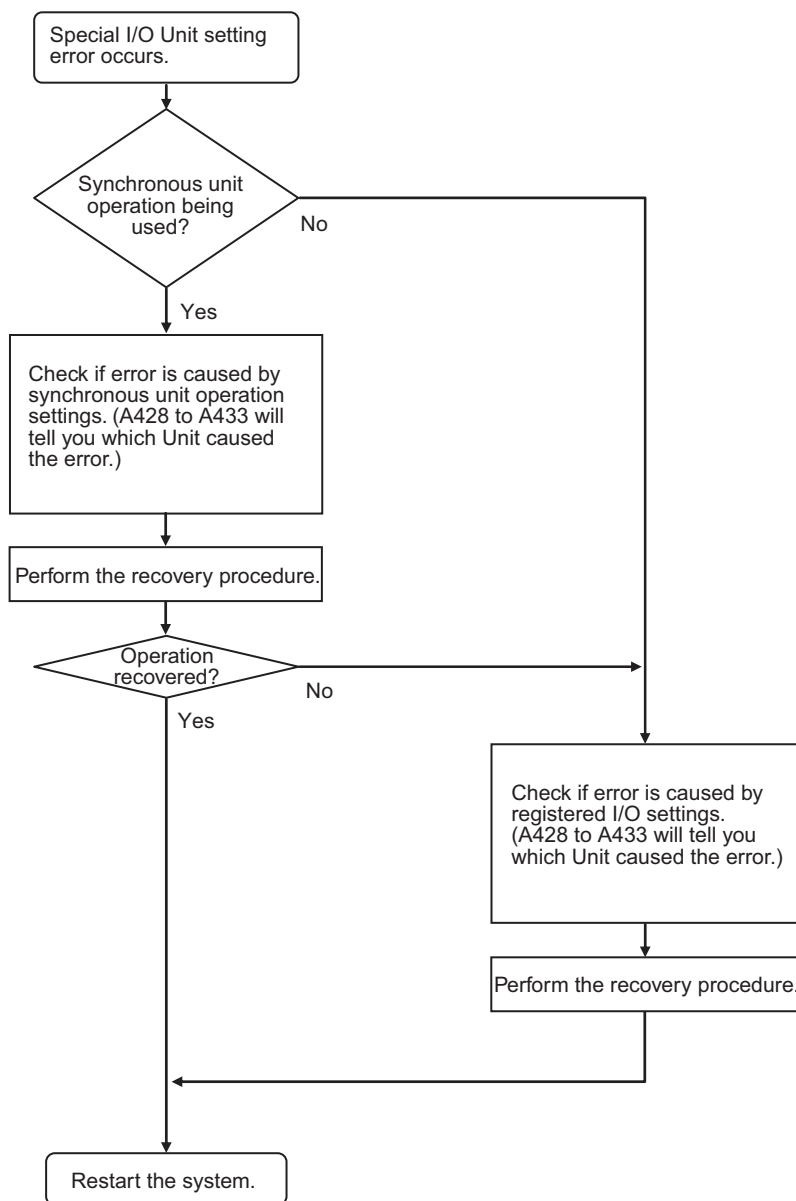 Special I/O Unit setting
error occurs.
Synchronous unit
operation being
used?
No
Yes
Check if error is caused by
synchronous unit operation
settings. (A428 to A433 will
tell you which Unit caused
the error.)
Perform the recovery procedure.
Operation
recovered?
No
Yes
Check if error is caused by
registered I/O settings.
(A428 to A433 will tell you
which Unit caused the error.)
Perform the recovery procedure.
Restart the system.